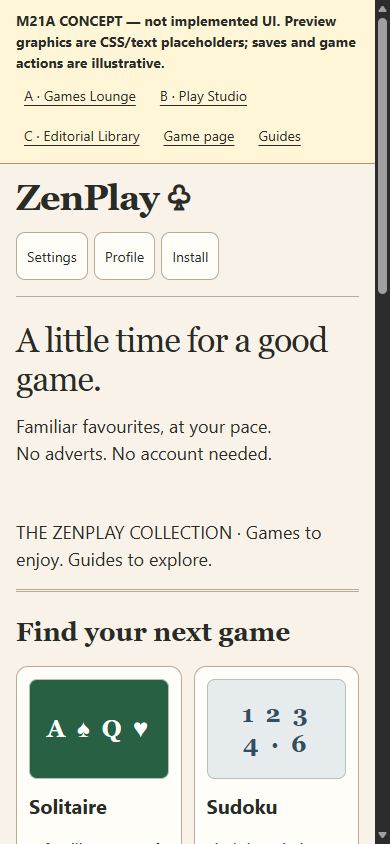 M21A CONCEPT — not implemented UI. Preview
graphics are CSS/text placeholders; saves and game
actions are illustrative.
A · Games Lounge
B · Play Studio
C · Editorial Library
Game page
Guides
ZenPlay ♧
Settings
Profile
Install
A little time for a good
game.
Familiar favourites, at your pace.
No adverts. No account needed.
THE ZENPLAY COLLECTION · Games to
enjoy. Guides to explore.
Find your next game
A ♠ Q ♥
1 2 3
4 · 6
Solitaire
Sudoku